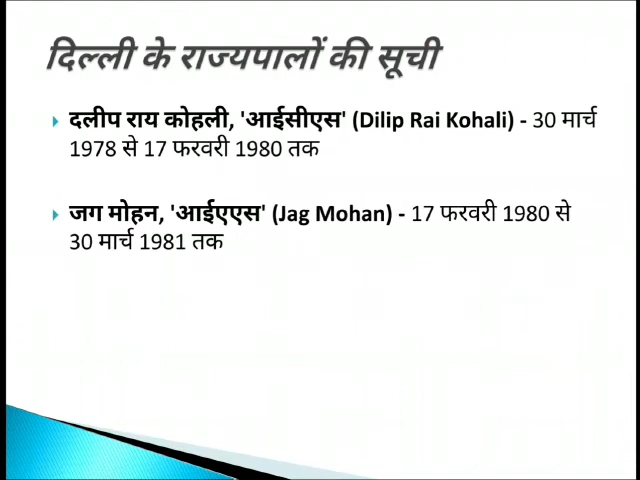 दिल्ली के राज्यपालों की सूची
दलीप राय कोहली, 'आईसीएस' (Dilip Rai Kohali) - 30 मार्च
1978 से 17 फरवरी 1980 तक
जग मोहन, 'आईएएस' (Jag Mohan) - 17 फरवरी 1980 से
30 मार्च 1981 तक